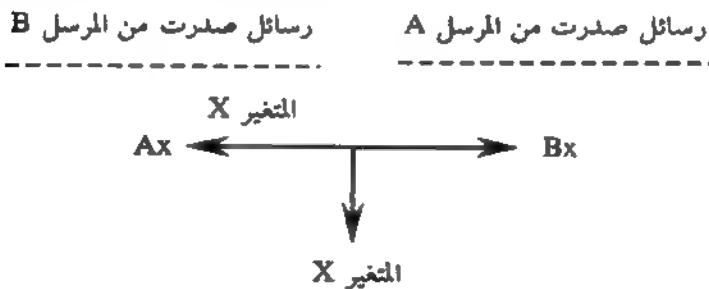 رسائل صدرت من المرسل A
رسائل صدرت من المرسل B
المتغير X
Ax
Bx
المتغير X